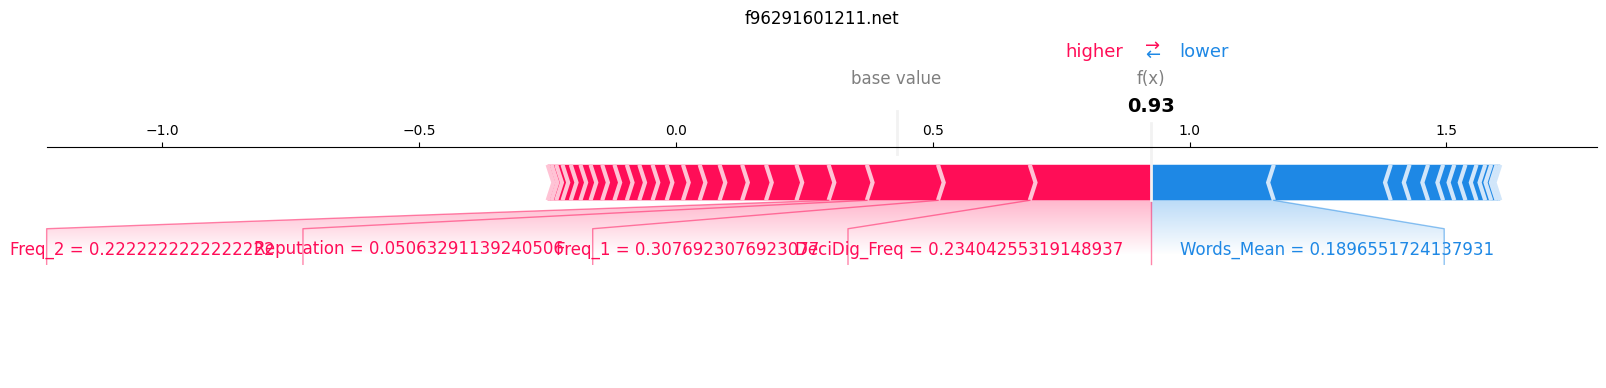 f96291601211.net
higher → ← lower
base value f(x)
0.93
−1.0 −0.5 0.0 0.5 1.0 1.5
Freq_2 = 0.2222222222222222 Reputation = 0.05063291139240506 Freq_1 = 0.3076923076923077 DeciDig_Freq = 0.23404255319148937 Words_Mean = 0.1896551724137931